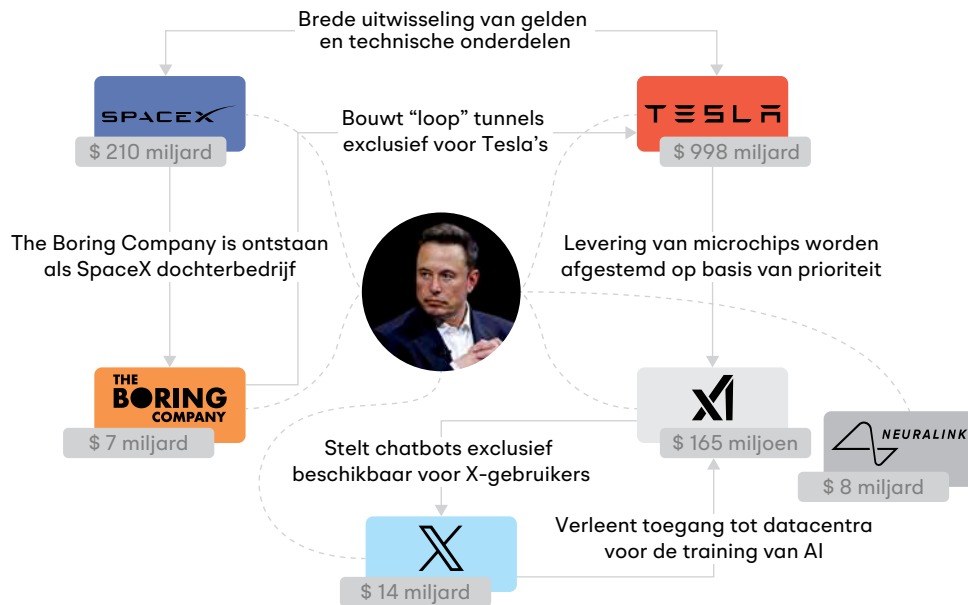 Brede uitwisseling van gelden
en technische onderdelen
SPACEX
$ 210 miljard
Bouwt “loop” tunnels
exclusief voor Tesla’s
TESLA
$ 998 miljard
The Boring Company is ontstaan
als SpaceX dochterbedrijf
Levering van microchips worden
afgestemd op basis van prioriteit
THE
BORING
COMPANY
$ 7 miljard
xI
$ 165 miljoen
NEURALINK
$ 8 miljard
Stelt chatbots exclusief
beschikbaar voor X-gebruikers
X
$ 14 miljard
Verleent toegang tot datacentra
voor de training van AI